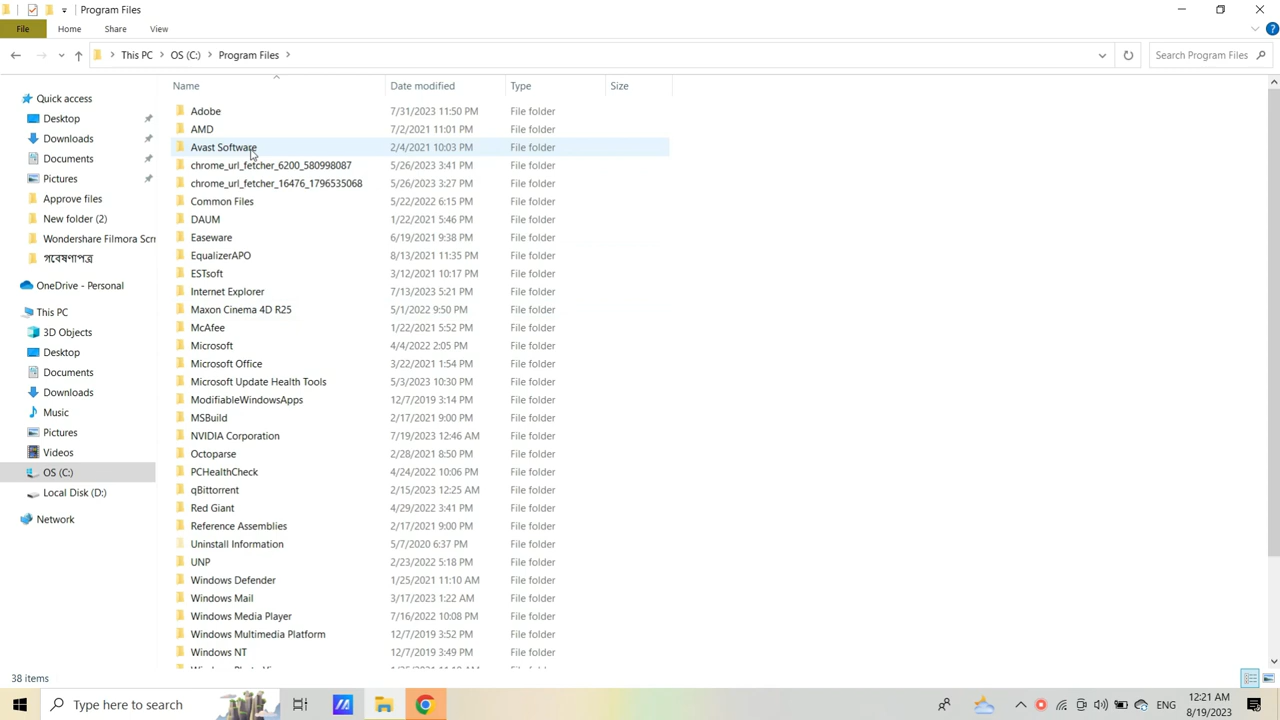 Program Files
File Home Share View
This PC OS (C:) Program Files Search Program Files
Name Date modified Type Size
Quick access
Desktop
Downloads
Documents
Pictures
Approve files
New folder (2)
Wondershare Filmora Scre
গবেষণাপত্র
OneDrive - Personal
This PC
3D Objects
Desktop
Documents
Downloads
Music
Pictures
Videos
OS (C:)
Local Disk (D:)
Network
Adobe 7/31/2023 11:50 PM File folder
AMD 7/2/2021 11:01 PM File folder
Avast Software 2/4/2021 10:03 PM File folder
chrome_url_fetcher_6200_580998087 5/26/2023 3:41 PM File folder
chrome_url_fetcher_16476_1796535068 5/26/2023 3:27 PM File folder
Common Files 5/22/2022 6:15 PM File folder
DAUM 1/22/2021 5:46 PM File folder
Easeware 6/19/2021 9:38 PM File folder
EqualizerAPO 8/13/2021 11:35 PM File folder
ESTsoft 3/12/2021 10:17 PM File folder
Internet Explorer 7/13/2023 5:21 PM File folder
Maxon Cinema 4D R25 5/1/2022 9:50 PM File folder
McAfee 1/22/2021 5:52 PM File folder
Microsoft 4/4/2022 2:05 PM File folder
Microsoft Office 3/22/2021 1:54 PM File folder
Microsoft Update Health Tools 5/3/2023 10:30 PM File folder
ModifiableWindowsApps 12/7/2019 3:14 PM File folder
MSBuild 2/17/2021 9:00 PM File folder
NVIDIA Corporation 7/19/2023 12:46 AM File folder
Octoparse 2/28/2021 8:50 PM File folder
PCHealthCheck 4/24/2022 10:06 PM File folder
qBittorrent 2/15/2023 12:25 AM File folder
Red Giant 4/29/2022 3:41 PM File folder
Reference Assemblies 2/17/2021 9:00 PM File folder
Uninstall Information 5/7/2020 6:37 PM File folder
UNP 2/23/2022 5:18 PM File folder
Windows Defender 1/25/2021 11:10 AM File folder
Windows Mail 3/17/2023 1:22 AM File folder
Windows Media Player 7/16/2022 10:08 PM File folder
Windows Multimedia Platform 12/7/2019 3:52 PM File folder
Windows NT 12/7/2019 3:49 PM File folder
38 items
Type here to search
ENG
12:21 AM
8/19/2023